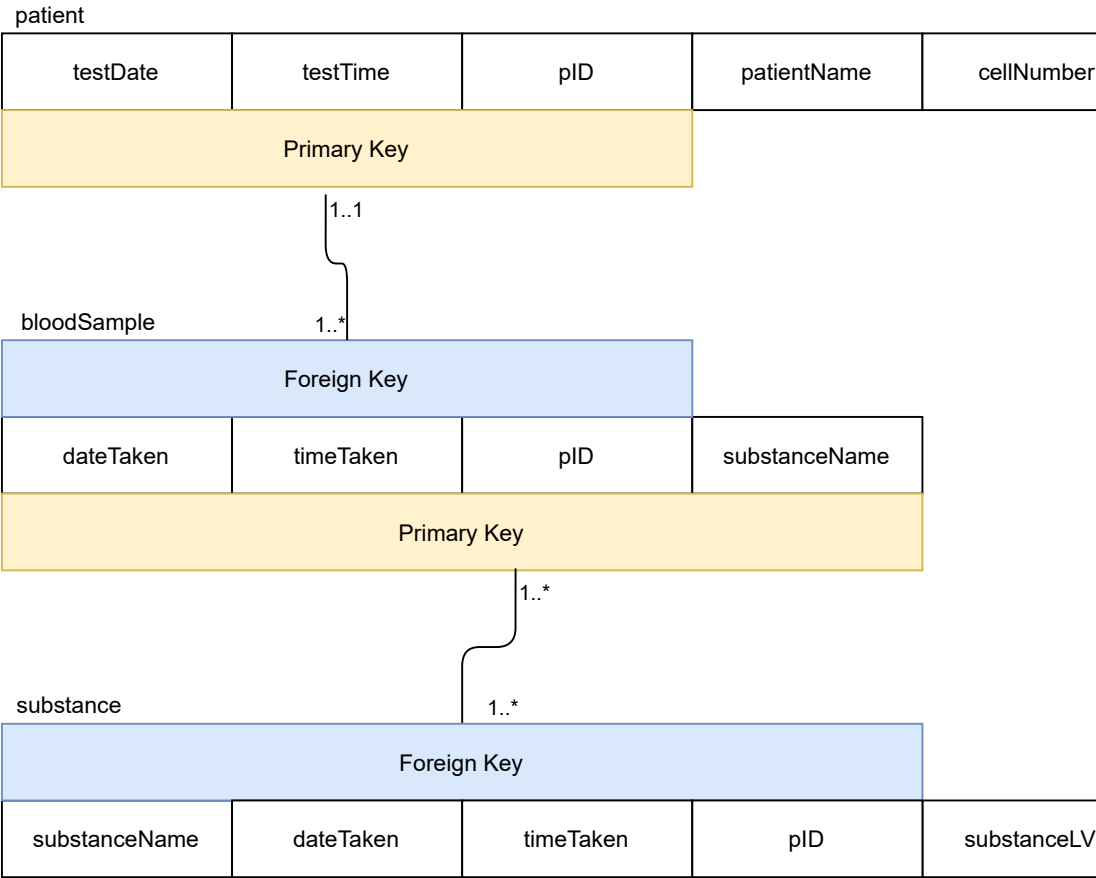 patient
testDate testTime pID patientName cellNumber
Primary Key
1..1
1..*
bloodSample
Foreign Key
dateTaken timeTaken pID substanceName
Primary Key
1..*
1..*
substance
Foreign Key
substanceName dateTaken timeTaken pID substanceLV